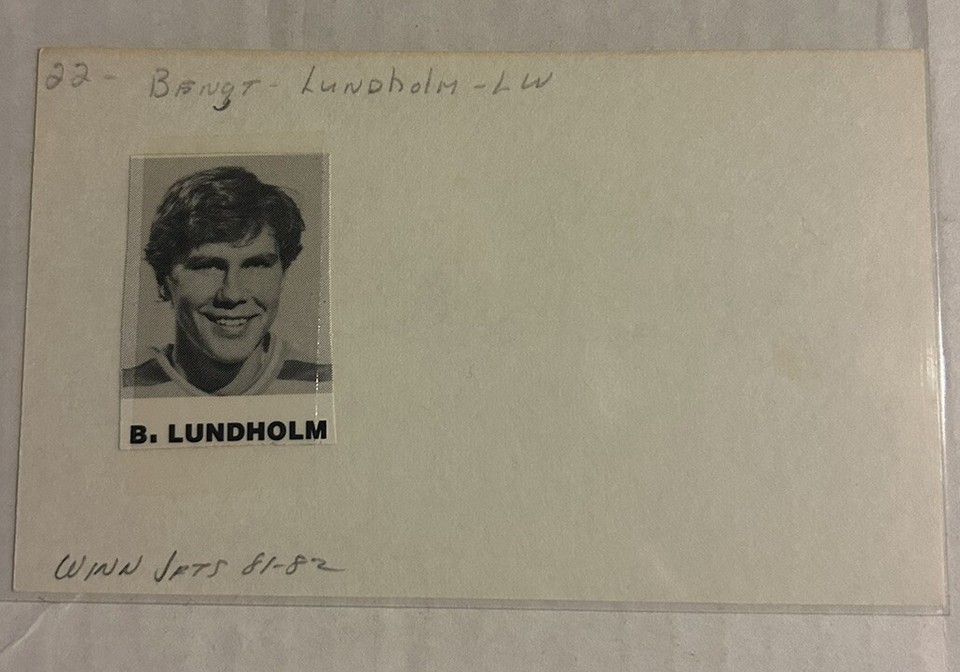 22 - Bengt - Lundholm - LW
B. LUNDHOLM
Winn Jets 81-82